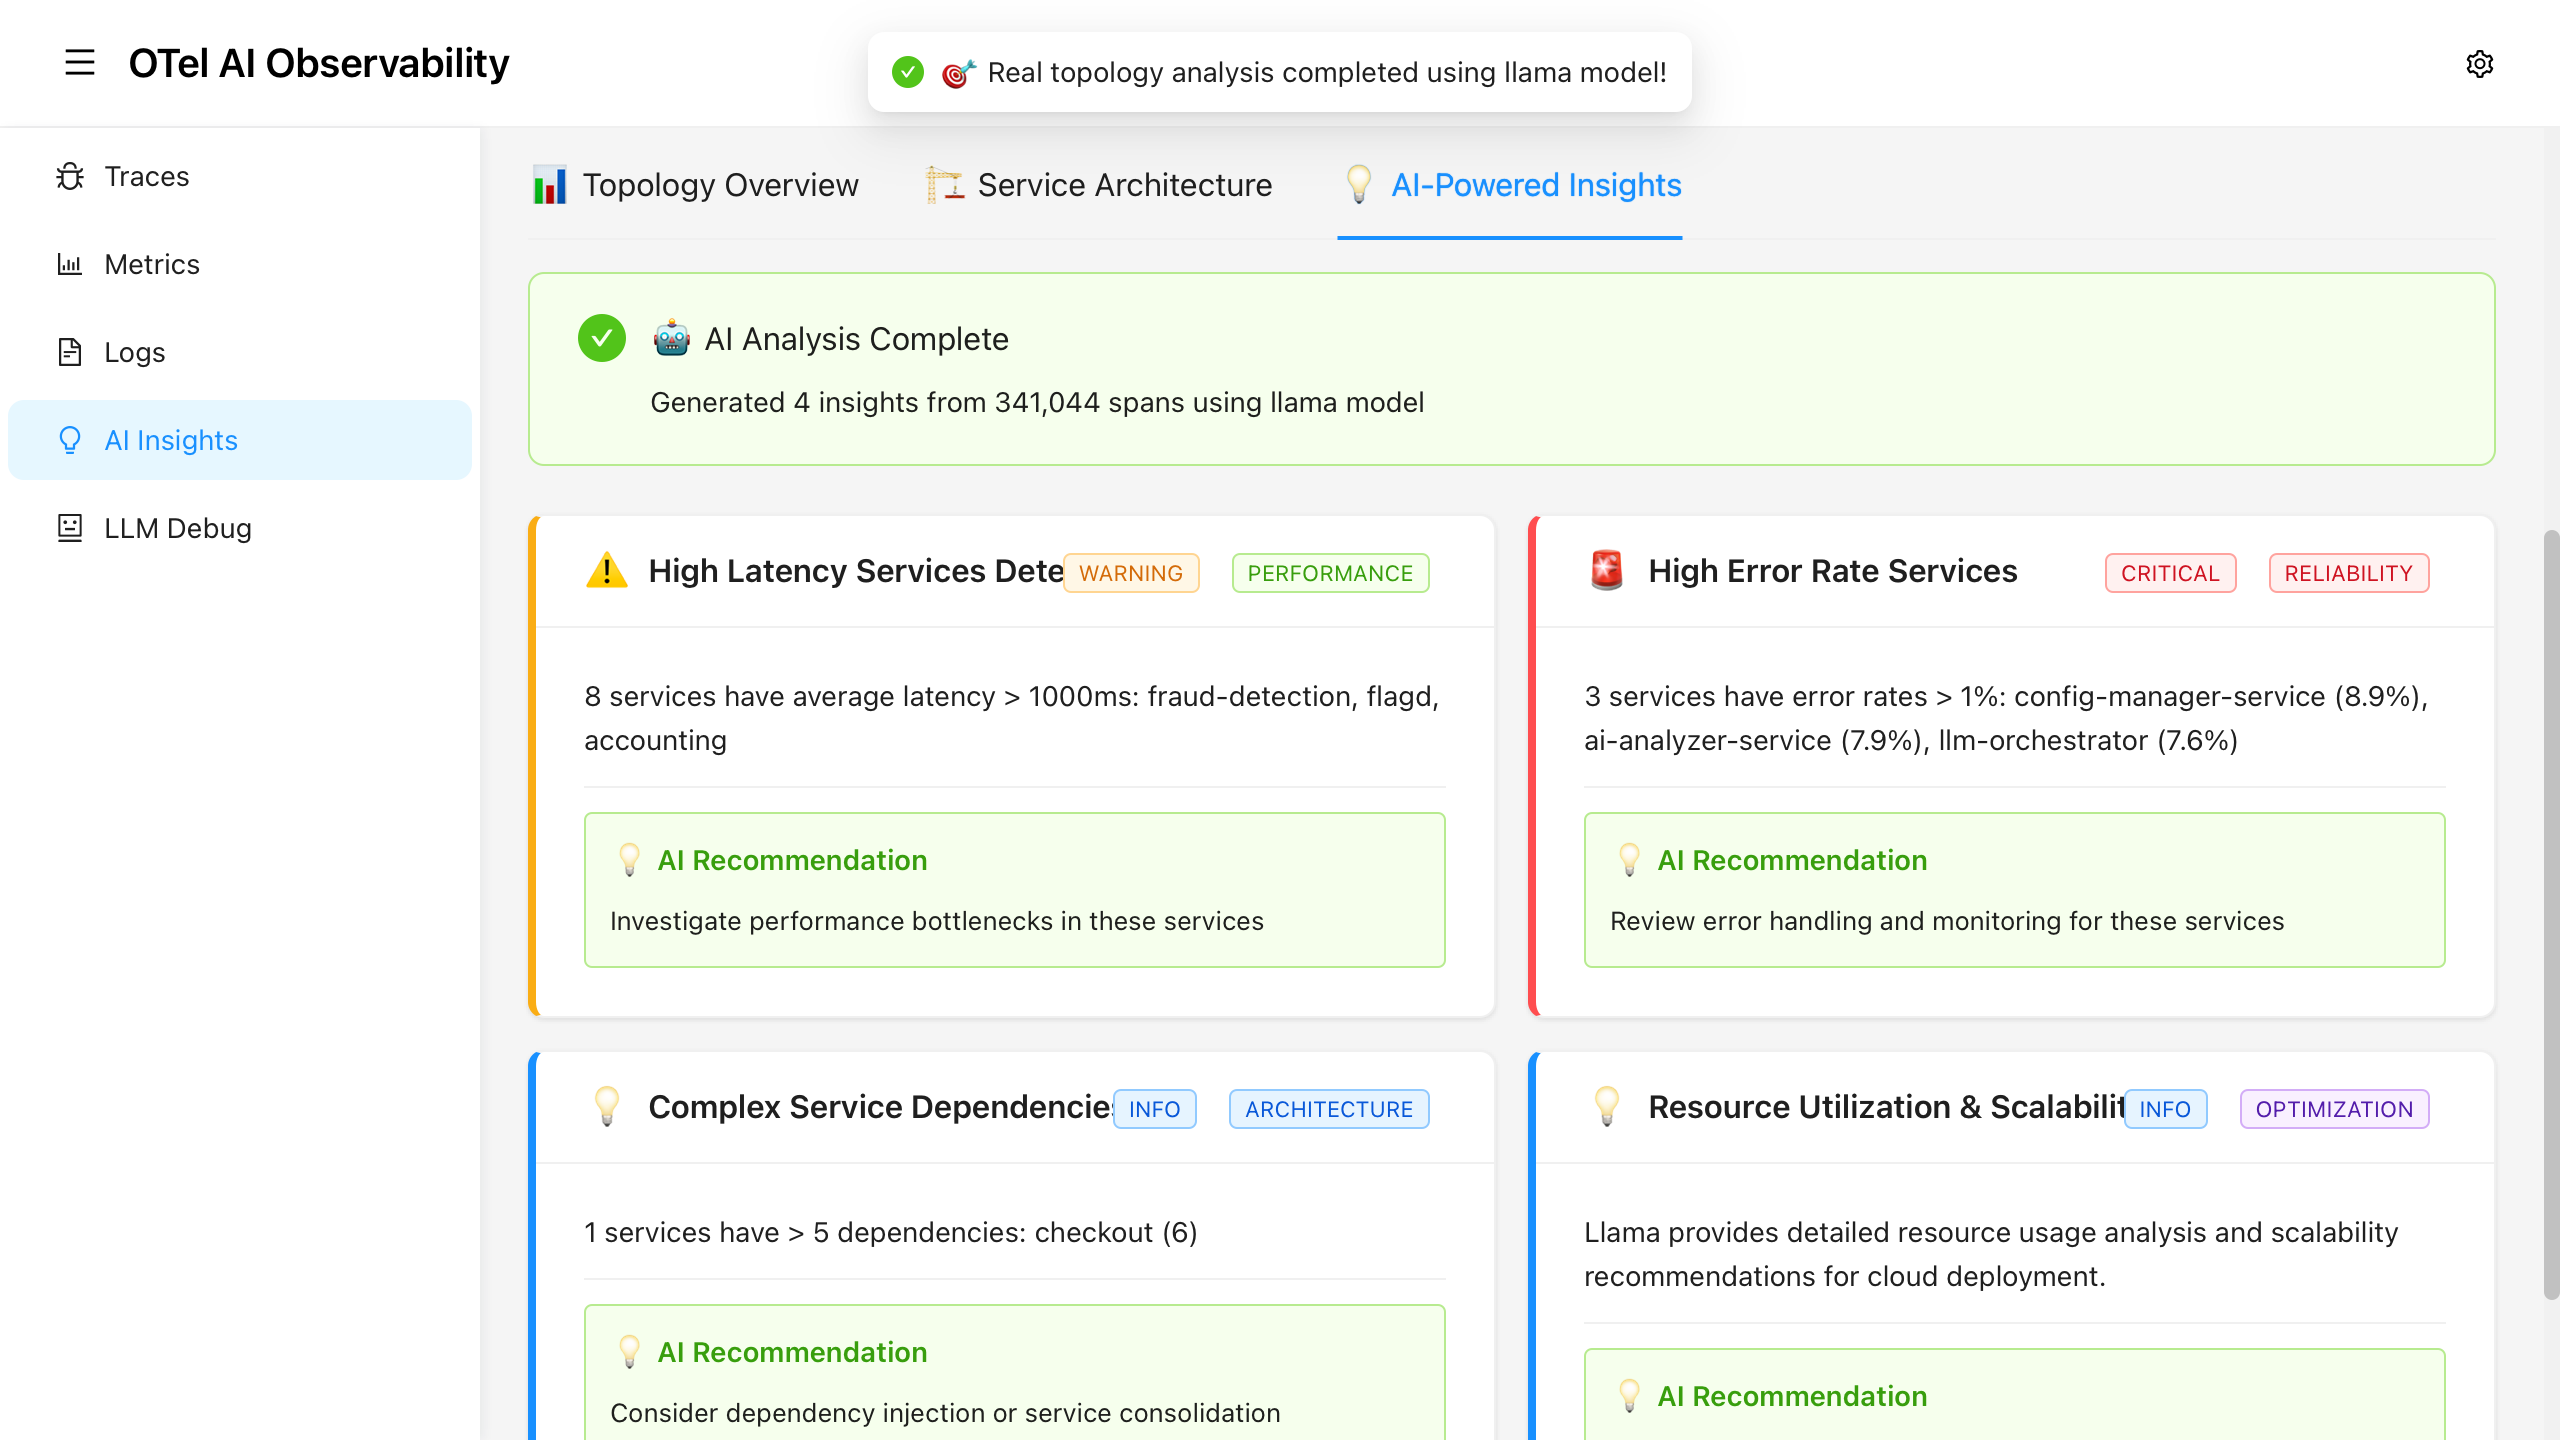 OTel AI Observability
Real topology analysis completed using llama model!
Traces
Metrics
Logs
AI Insights
LLM Debug
Topology Overview
Service Architecture
AI-Powered Insights
AI Analysis Complete
Generated 4 insights from 341,044 spans using llama model
High Latency Services Dete
WARNING
PERFORMANCE
8 services have average latency > 1000ms: fraud-detection, flagd,
accounting
AI Recommendation
Investigate performance bottlenecks in these services
High Error Rate Services
CRITICAL
RELIABILITY
3 services have error rates > 1%: config-manager-service (8.9%),
ai-analyzer-service (7.9%), llm-orchestrator (7.6%)
AI Recommendation
Review error handling and monitoring for these services
Complex Service Dependencies
INFO
ARCHITECTURE
1 services have > 5 dependencies: checkout (6)
AI Recommendation
Consider dependency injection or service consolidation
Resource Utilization & Scalabilit
INFO
OPTIMIZATION
Llama provides detailed resource usage analysis and scalability
recommendations for cloud deployment.
AI Recommendation